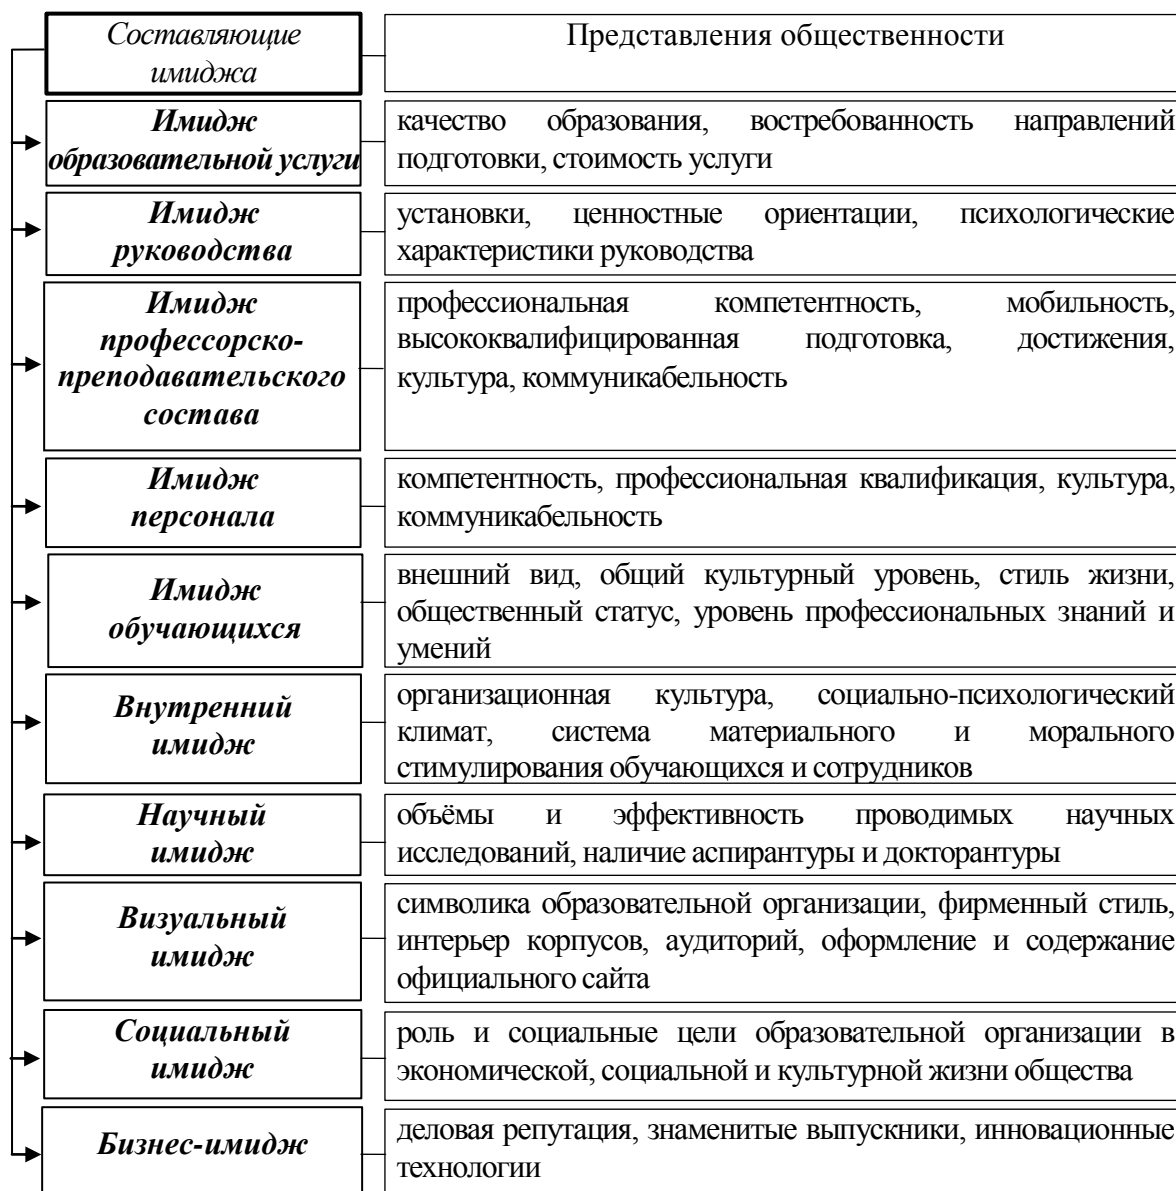 Составляющие
имиджа
Представления общественности
Имидж
образовательной услуги
качество образования, востребованность направлений
подготовки, стоимость услуги
Имидж
руководства
установки, ценностные ориентации, психологические
характеристики руководства
Имидж
профессорско-
преподавательского
состава
профессиональная компетентность, мобильность,
высококвалифицированная подготовка, достижения,
культура, коммуникабельность
Имидж
персонала
компетентность, профессиональная квалификация, культура,
коммуникабельность
Имидж
обучающихся
внешний вид, общий культурный уровень, стиль жизни,
общественный статус, уровень профессиональных знаний и
умений
Внутренний
имидж
организационная культура, социально-психологический
климат, система материального и морального
стимулирования обучающихся и сотрудников
Научный
имидж
объёмы и эффективность проводимых научных
исследований, наличие аспирантуры и докторантуры
Визуальный
имидж
символика образовательной организации, фирменный стиль,
интерьер корпусов, аудиторий, оформление и содержание
официального сайта
Социальный
имидж
роль и социальные цели образовательной организации в
экономической, социальной и культурной жизни общества
Бизнес-имидж
деловая репутация, знаменитые выпускники, инновационные
технологии